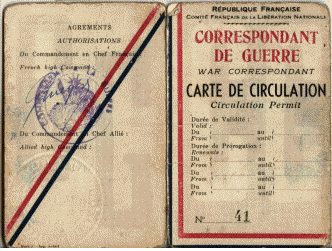 AGREMENTS
AUTHORISATIONS
Du Commandement en Chef Français
French high Command :
Du Commandement en Chef Allié :
Allied high Command :
RÉPUBLIQUE FRANÇAISE
COMITÉ FRANÇAIS DE LA LIBÉRATION NATIONALE
CORRESPONDANT
DE GUERRE
WAR CORRESPONDENT
CARTE DE CIRCULATION
Circulation Permit
Durée de Validité :
Valid :
Du au
From until
Durée de Prorogation :
Renewals :
Du au
From until
Du au
From until
Du au
From until
N° 41